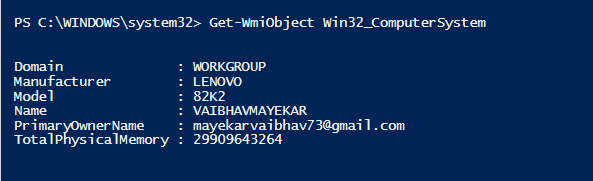 PS C:\WINDOWS\system32> Get-WmiObject Win32_ComputerSystem
Domain : WORKGROUP
Manufacturer : LENOVO
Model : 82K2
Name : VAIBHAVMAYEKAR
PrimaryOwnerName : mayekarvaibhav73@gmail.com
TotalPhysicalMemory : 29909643264